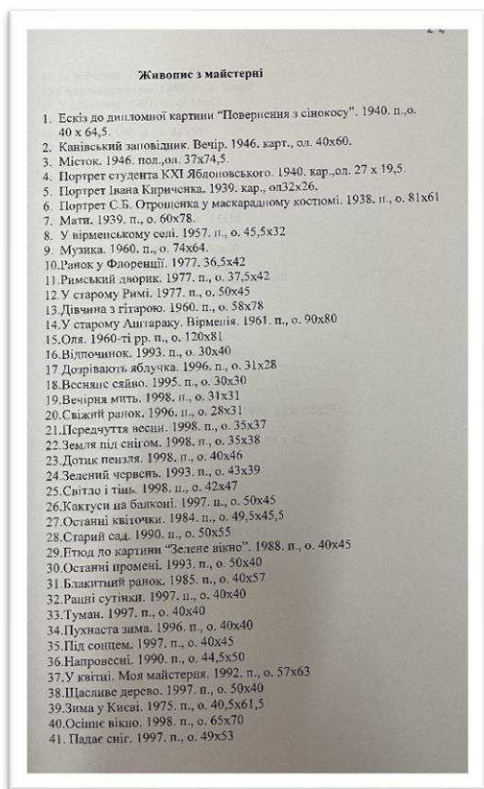 Живопис з майстерні
1. Ескіз до дипломної картини “Повернення з сінокосу”. 1940. п.,о.
40 х 64,5.
2. Канівський заповідник. Вечір. 1946. карт., ол. 40х60.
3. Місток. 1946. пол.,ол. 37х74,5.
4. Портрет студента КХІ Яблоновського. 1940. кар.,ол. 27 х 19,5.
5. Портрет Івана Кириченка. 1939. кар., ол32х26.
6. Портрет С.Б. Отрощенка у маскарадному костюмі. 1938. п., о. 81х61
7. Мати. 1939. п., о. 60х78.
8. У вірменському селі. 1957. п., о. 45,5х32
9. Музика. 1960. п., о. 74х64.
10.Ранок у Флоренції. 1977. 36,5х42
11.Римський дворик. 1977. п., о. 37,5х42
12.У старому Римі. 1977. п., о. 50х45
13.Дівчина з гітарою. 1960. п., о. 58х78
14.У старому Аштараку. Вірменія. 1961. п., о. 90х80
15.Оля. 1960-ті рр. п., о. 120х81
16.Відпочинок. 1993. п., о. 30х40
17.Дозрівають яблучка. 1996. п., о. 31х28
18.Весняне сяйво. 1995. п., о. 30х30
19.Вечірня мить. 1998. п., о. 31х31
20.Свіжий ранок. 1996. п., о. 28х31
21.Передчуття весни. 1998. п., о. 35х37
22.Земля під снігом. 1998. п., о. 35х38
23.Дотик пензля. 1998. п., о. 40х46
24.Зелений червень. 1993. п., о. 43х39
25.Світло і тінь. 1998. п., о. 42х47
26.Кактуси на балконі. 1997. п., о. 50х45
27.Останні квіточки. 1984. п., о. 49,5х45,5
28.Старий сад. 1990. п., о. 50х55
29.Етюд до картини “Зелене вікно”. 1988. п., о. 40х45
30.Останні промені. 1993. п., о. 50х40
31.Блакитний ранок. 1985. п., о. 40х57
32.Ранні сутінки. 1997. п., о. 40х40
33.Туман. 1997. п., о. 40х40
34.Пухнаста зима. 1996. п., о. 40х40
35.Під сонцем. 1997. п., о. 40х45
36.Напровесні. 1990. п., о. 44,5х50
37.У квітні. Моя майстерня. 1992. п., о. 57х63
38.Щасливе дерево. 1997. п., о. 50х40
39.Зима у Києві. 1975. п., о. 40,5х61,5
40.Осіннє вікно. 1998. п., о. 65х70
41. Падає сніг. 1997. п., о. 49х53